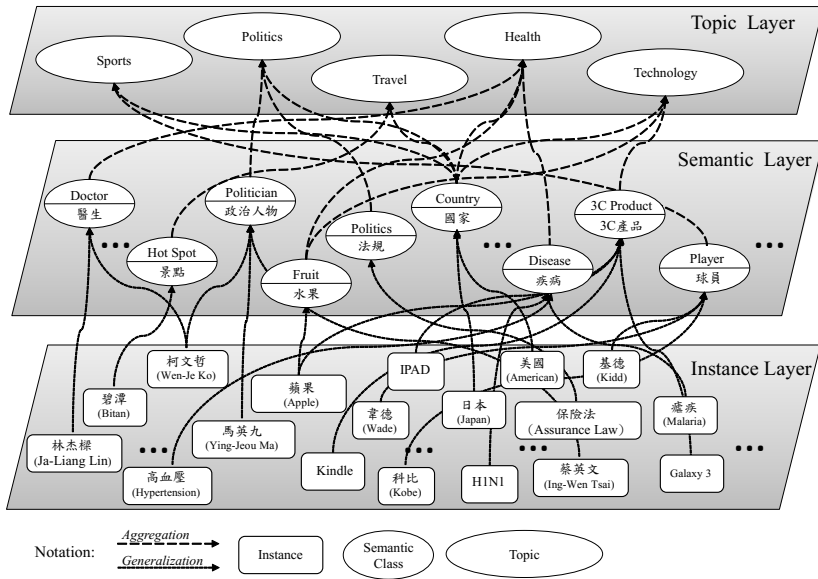 Topic Layer
Politics
Health
Sports
Travel
Technology
Semantic Layer
Doctor
醫生
Politician
政治人物
Country
國家
3C Product
3C產品
Politics
法規
Hot Spot
景點
Disease
疾病
Player
球員
Fruit
水果
Instance Layer
柯文哲
(Wen-Je Ko)
IPAD
美國
(American)
基德
(Kidd)
碧潭
(Bitan)
蘋果
(Apple)
韋德
(Wade)
日本
(Japan)
保險法
(Assurance Law)
瘧疾
(Malaria)
林杰樑
(Ja-Liang Lin)
馬英九
(Ying-Jeou Ma)
高血壓
(Hypertension)
Kindle
科比
(Kobe)
H1N1
蔡英文
(Ing-Wen Tsai)
Galaxy 3
Notation:
Aggregation
Generalization
Instance
Semantic
Class
Topic